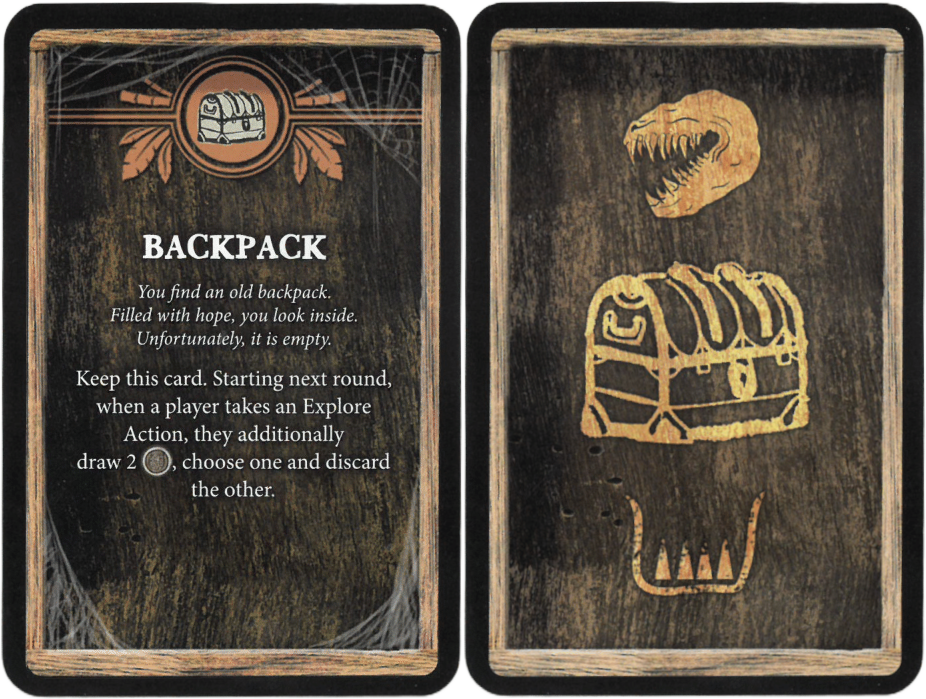 BACKPACK
You find an old backpack.
Filled with hope, you look inside.
Unfortunately, it is empty.
Keep this card. Starting next round,
when a player takes an Explore
Action, they additionally
draw 2 , choose one and discard
the other.